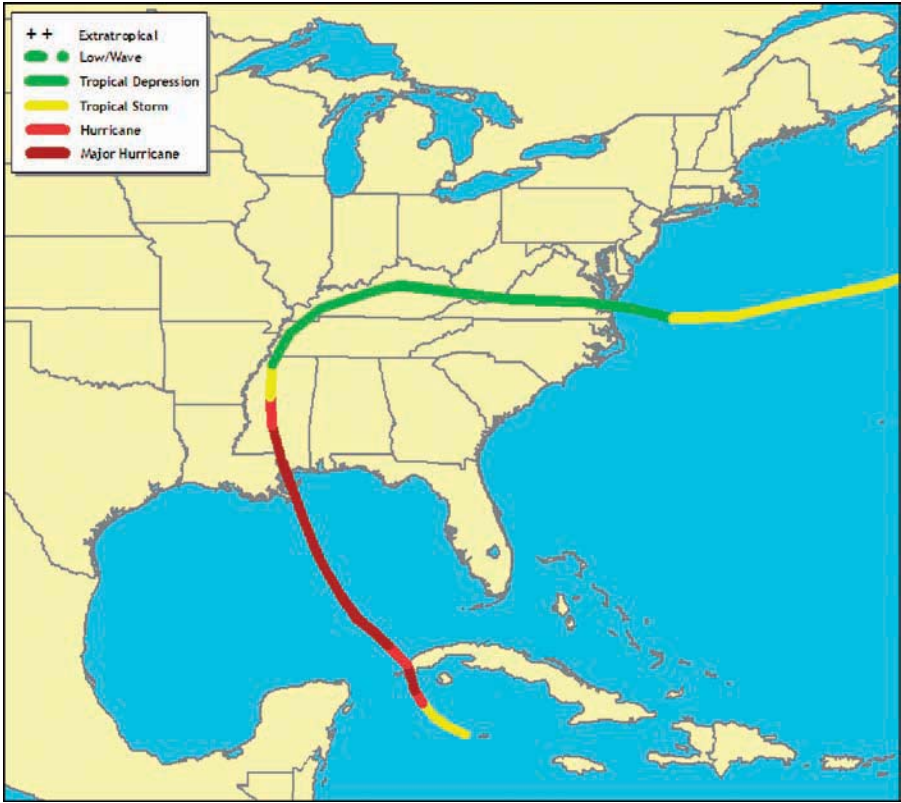 ++ Extratropical
Low/Wave
Tropical Depression
Tropical Storm
Hurricane
Major Hurricane